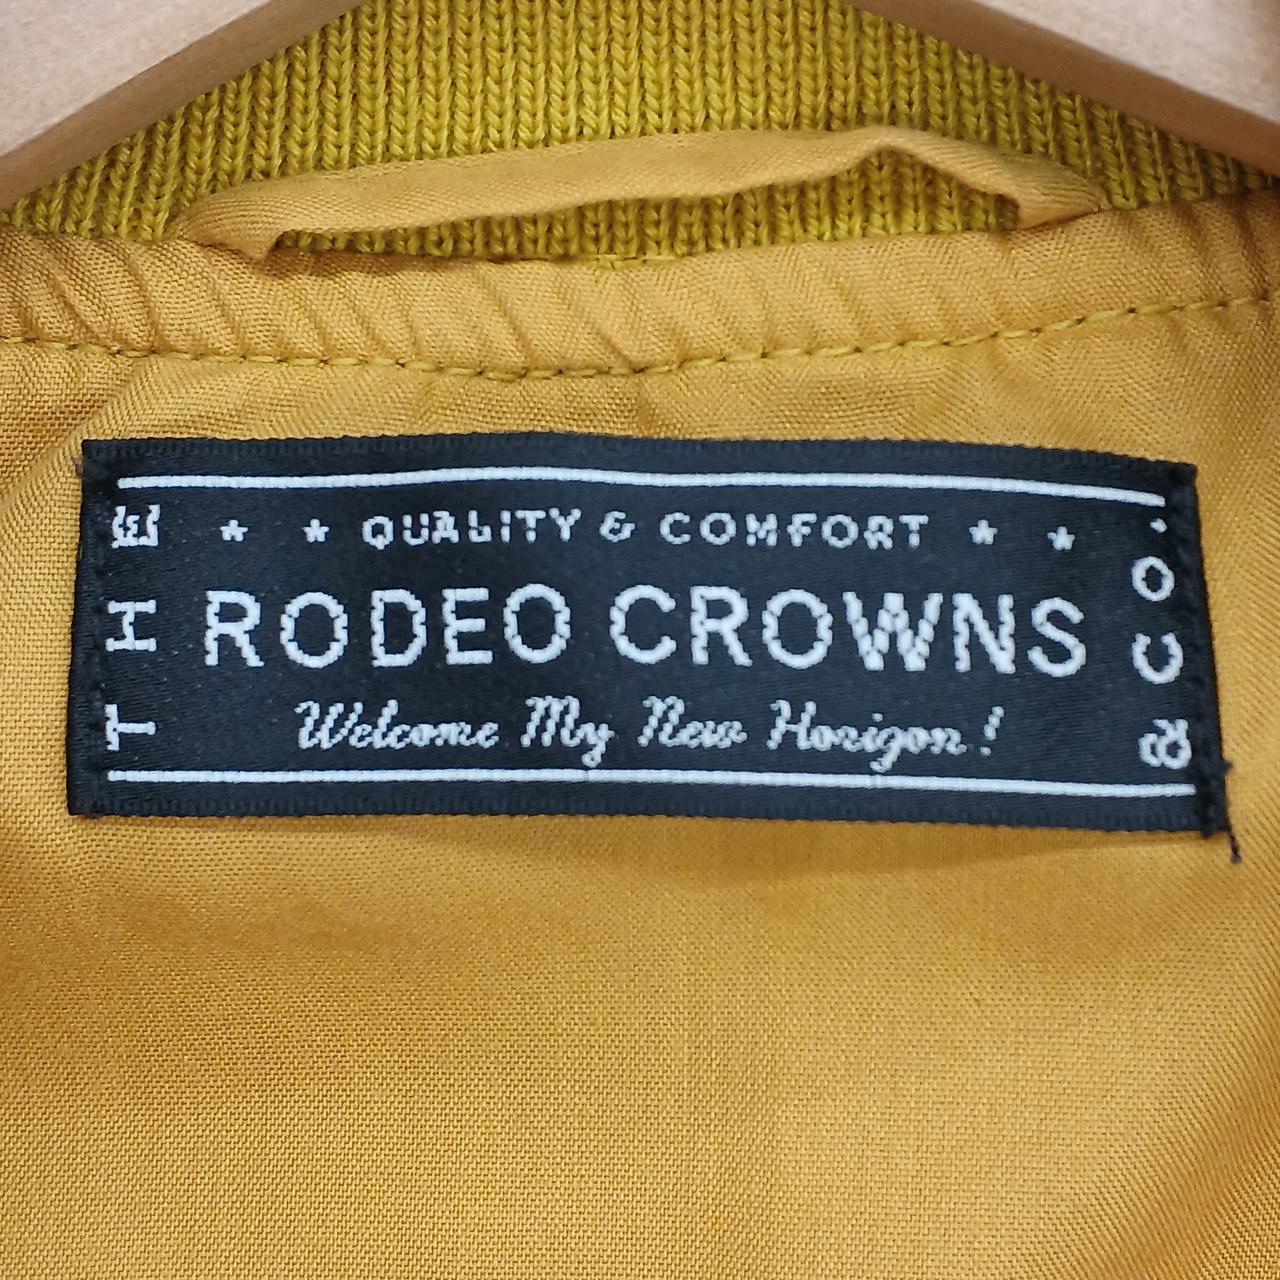 THE
★ ★ QUALITY & COMFORT ★ ★
RODEO CROWNS
Welcome My New Horizon!
R CO.